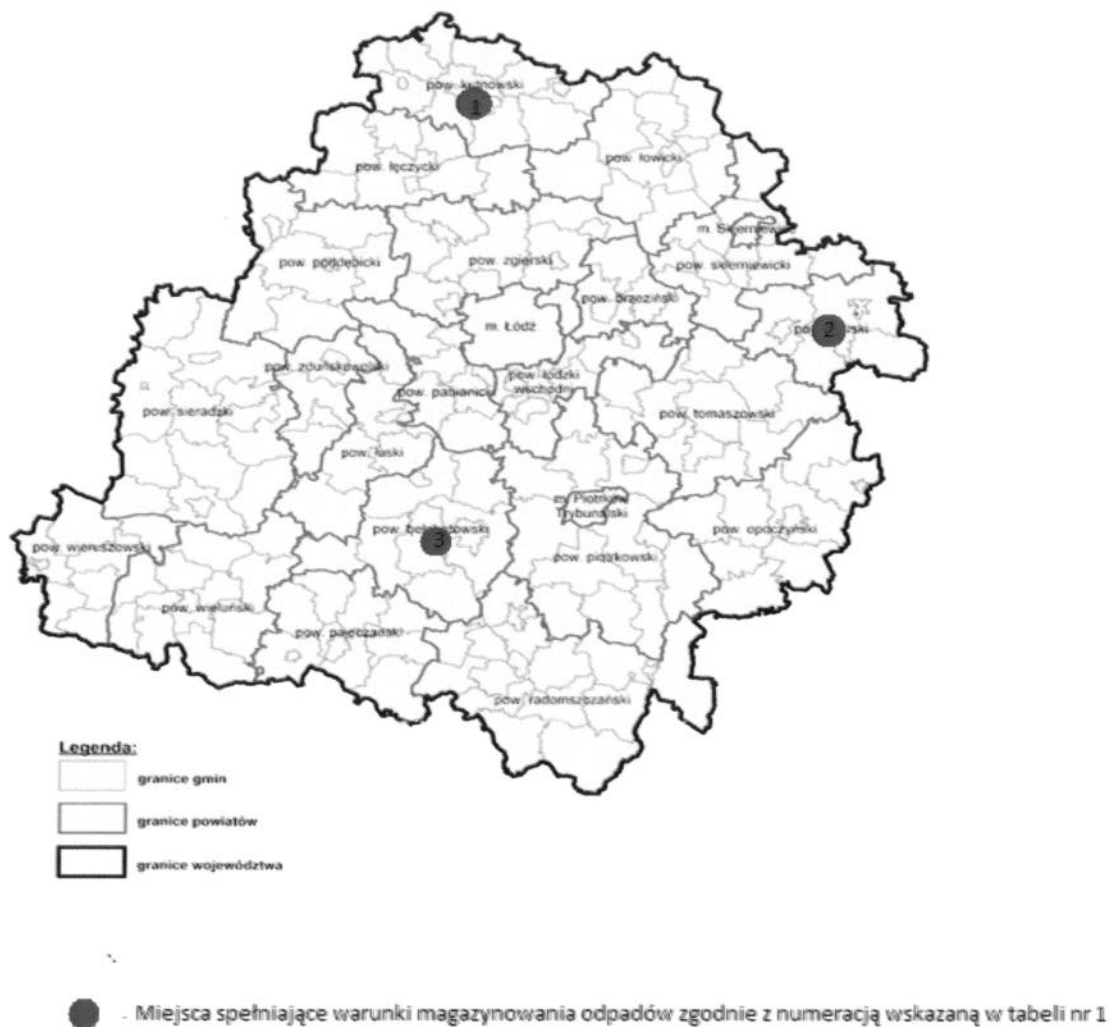 pow. kutnowski
1
pow. łęczycki
pow. łowicki
m. Skierniewice
pow. poddębicki
pow. zgierski
pow. skierniewicki
pow. brzeziński
m. Łódź
2
pow. zduńskowolski
pow. pabianicki
pow. łódzki
wschodni
pow. sieradzki
pow. tomaszowski
pow. łaski
m. Piotrków
Trybunalski
pow. bełchatowski
3
pow. opoczyński
pow. wieruszowski
pow. piotrkowski
pow. wieluński
pow. pajęczański
pow. radomszczański
Legenda:
granice gmin
granice powiatów
granice województwa
- Miejsca spełniające warunki magazynowania odpadów zgodnie z numeracją wskazaną w tabeli nr 1